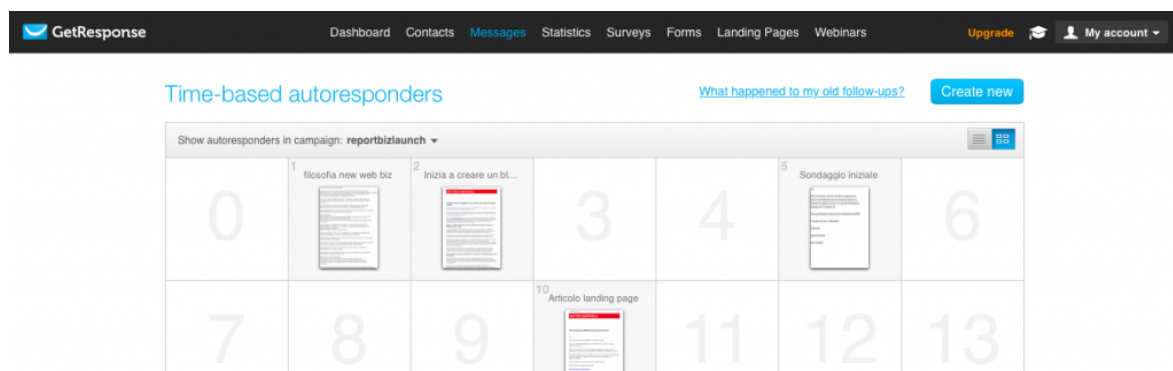 GetResponse Dashboard Contacts Messages Statistics Surveys Forms Landing Pages Webinars Upgrade My account
Time-based autoresponders What happened to my old follow-ups? Create new
Show autoresponders in campaign: reportbizlaunch
0
1 filosofia new web biz
2 Inizia a creare un bl...
3
4
5 Sondaggio iniziale
6
7
8
9
10 Articolo landing page
11
12
13